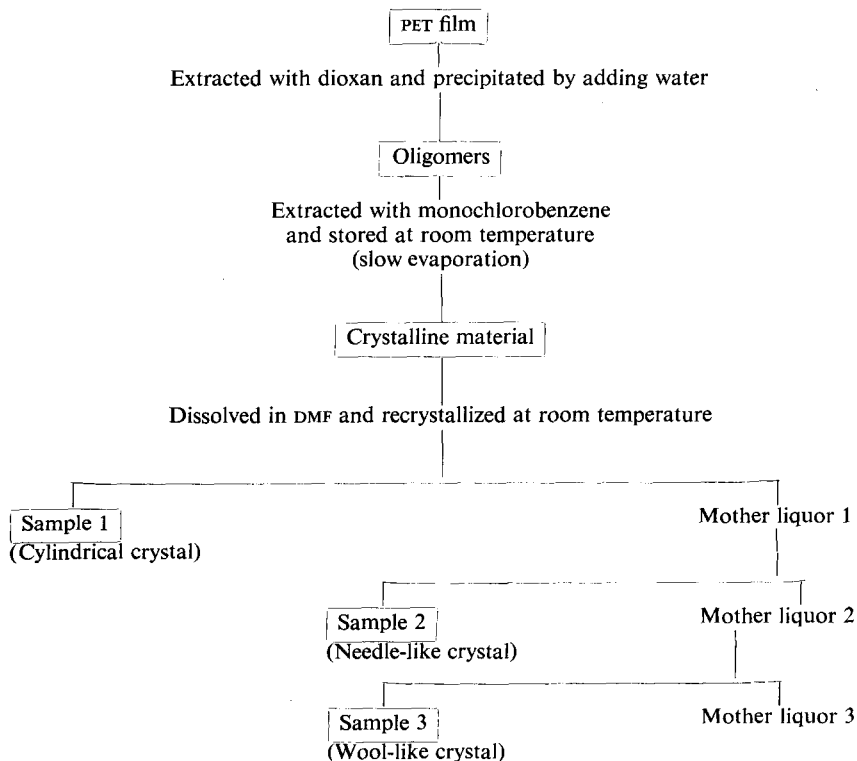 PET film
Extracted with dioxan and precipitated by adding water
Oligomers
Extracted with monochlorobenzene
and stored at room temperature
(slow evaporation)
Crystalline material
Dissolved in DMF and recrystallized at room temperature
Sample 1
(Cylindrical crystal)
Mother liquor 1
Sample 2
(Needle-like crystal)
Mother liquor 2
Sample 3
(Wool-like crystal)
Mother liquor 3